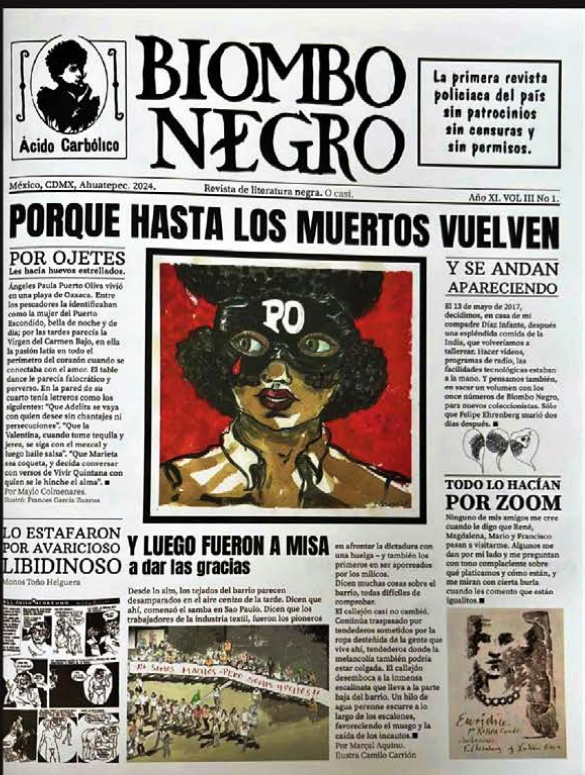 BIOMBO
NEGRO
Ácido Carbólico
La primera revista
policiaca del país
sin patrocinios
sin censuras y
sin permisos.
México, CDMX, Ahuatepec. 2024.
Revista de literatura negra. O casi.
Año XI. VOL III No 1.
PORQUE HASTA LOS MUERTOS VUELVEN
POR OJETES
Les hacía huevos estrellados.
Ángeles Paula Puerto Oliva vivió
en una playa de Oaxaca. Entre
los pescadores la identificaban
como la mujer del Puerto
Escondido, bella de noche y de
día; por las tardes parecía la
Virgen del Carmen Bajo, en ella
la pasión latía en todo el
perímetro del corazón cuando se
conectaba con el amor. El table
dance le parecía falocrático y
perverso. En la pared de su
cuarto tenía letreros como los
siguientes: "Que Adelita se vaya
con quien desee sin chantajes ni
persecuciones". "Que la
Valentina, cuando tome tequila y
jerez, se siga con el mezcal y
luego baile salsa". "Que Marieta
sea coqueta, y decida conversar
con versos de Vivir Quintana con
quien se le hinche el alma".
Por Maylo Colmenares.
Ilustró: Frances García
PO
Y SE ANDAN
APARECIENDO
El 13 de mayo de 2017,
decidimos, en casa de mi
compadre Díaz Infante, después
una espléndida comida de la
India, que volveríamos a
tallerear. Hacer vídeos,
programas de radio, las
facilidades tecnológicas estaban
a la mano. Y pensamos también,
en sacar un volumen con los
once números de Biombo Negro,
para nuevos coleccionistas. Sólo
que Felipe Ehrenberg murió dos
días después.
TODO LO HACÍAN
POR ZOOM
Ninguno de mis amigos me cree
cuando le digo que René,
Magdalena, Mario y Francisco
pasan a visitarme. Algunos me
dan por mi lado y me preguntan
con tono complaciente sobre
qué platicamos y cómo están, y
me miran con cierta burla
cuando les comento que están
igualitos.
LO ESTAFARON
POR AVARICIOSO
LIBIDINOSO
Monos Toño Helguera
Y LUEGO FUERON A MISA
a dar las gracias
Desde lo alto, los tejados del barrio parecen
desamparados en el aire cenizo de la tarde. Dicen que
ahí, comenzó el samba en Sao Paulo. Dicen que los
trabajadores de la industria textil, fueron los pioneros
en afrontar la dictadura con
una huelga – y también los
primeros en ser aporreados
por los milicos.
Dicen muchas cosas sobre el
barrio, todas difíciles de
comprobar.
El callejón casi no cambió.
Continúa traspasado por
tendederos sometidos por la
ropa desteñida de la gente que
vive ahí, tendederos donde la
melancolía también podría
estar colgada. El callejón
desemboca a la inmensa
escalinata que lleva a la parte
baja del barrio. Un hilo de
agua perenne escurre a lo
largo de los escalones,
favoreciendo el musgo y la
caída de los incautos.
Por Marçal Aquino.
Ilustra Camilo Carrión